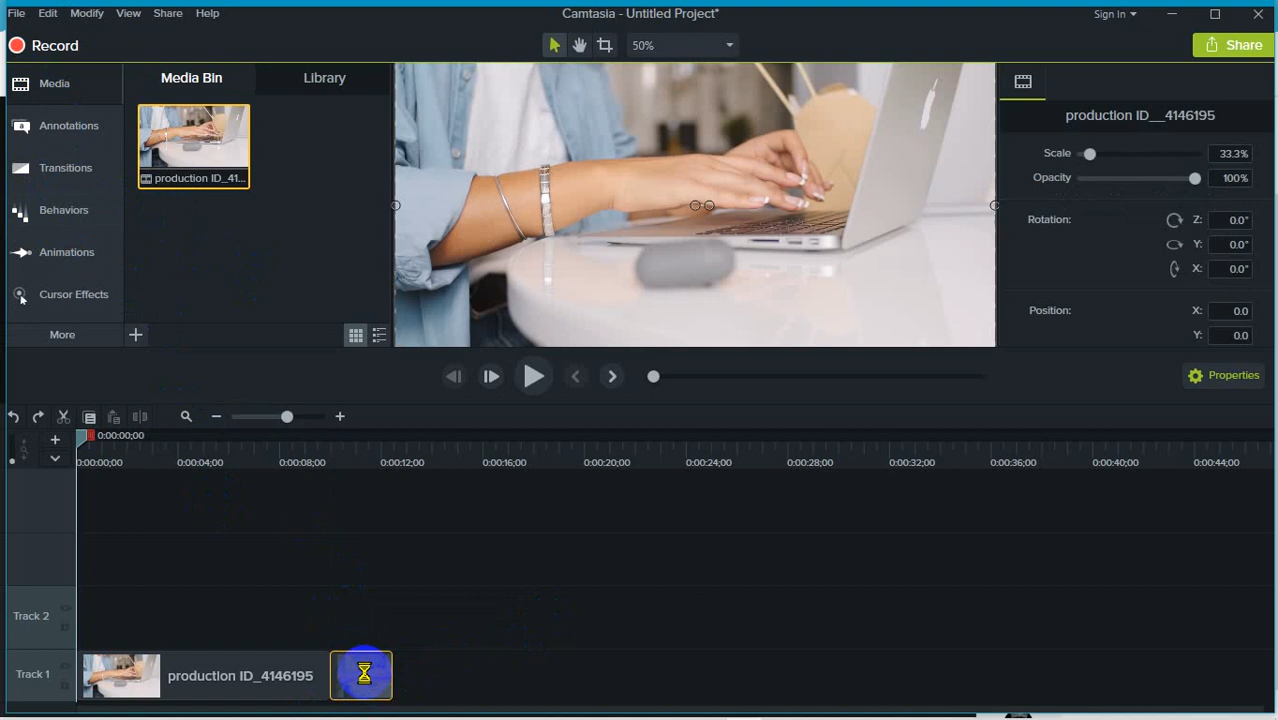 File Edit Modify View Share Help
Camtasia - Untitled Project*
Sign In
Record
50%
Share
Media
Media Bin
Library
Annotations
Transitions
Behaviors
Animations
Cursor Effects
More
production ID_41...
production ID__4146195
Scale
33.3%
Opacity
100%
Rotation:
Z:
0.0°
Y:
0.0°
X:
0.0°
Position:
X:
0.0
Y:
0.0
Properties
0:00:00;00
0:00:00;00 0:00:04;00 0:00:08;00 0:00:12;00 0:00:16;00 0:00:20;00 0:00:24;00 0:00:28;00 0:00:32;00 0:00:36;00 0:00:40;00 0:00:44;00
Track 2
Track 1
production ID_4146195